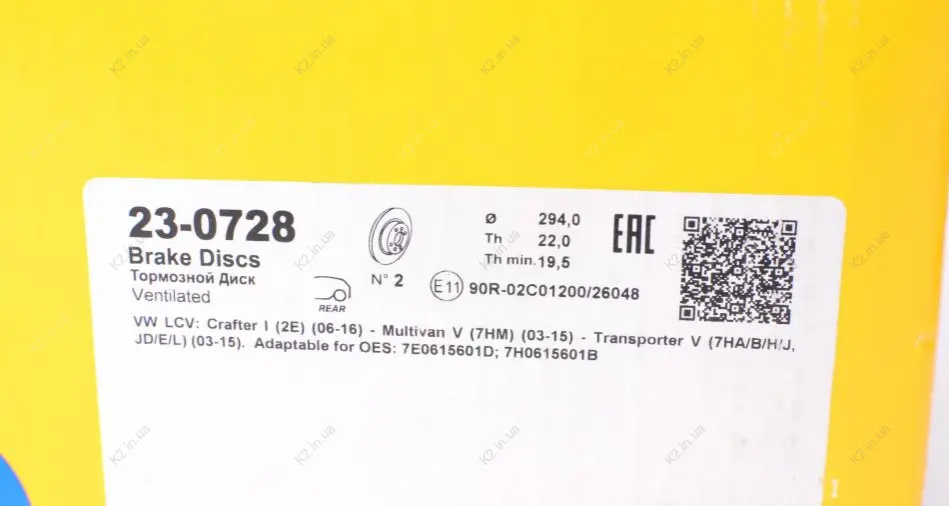 23-0728
Brake Discs
Тормозной Диск
Ventilated
REAR
N° 2
Ø 294,0
Th 22,0
Th min. 19,5
EAC
E11 90R-02C01200/26048
VW LCV: Crafter I (2E) (06-16) - Multivan V (7HM) (03-15) - Transporter V (7HA/B/H/J,
JD/E/L) (03-15). Adaptable for OES: 7E0615601D; 7H0615601B
K2.in.ua